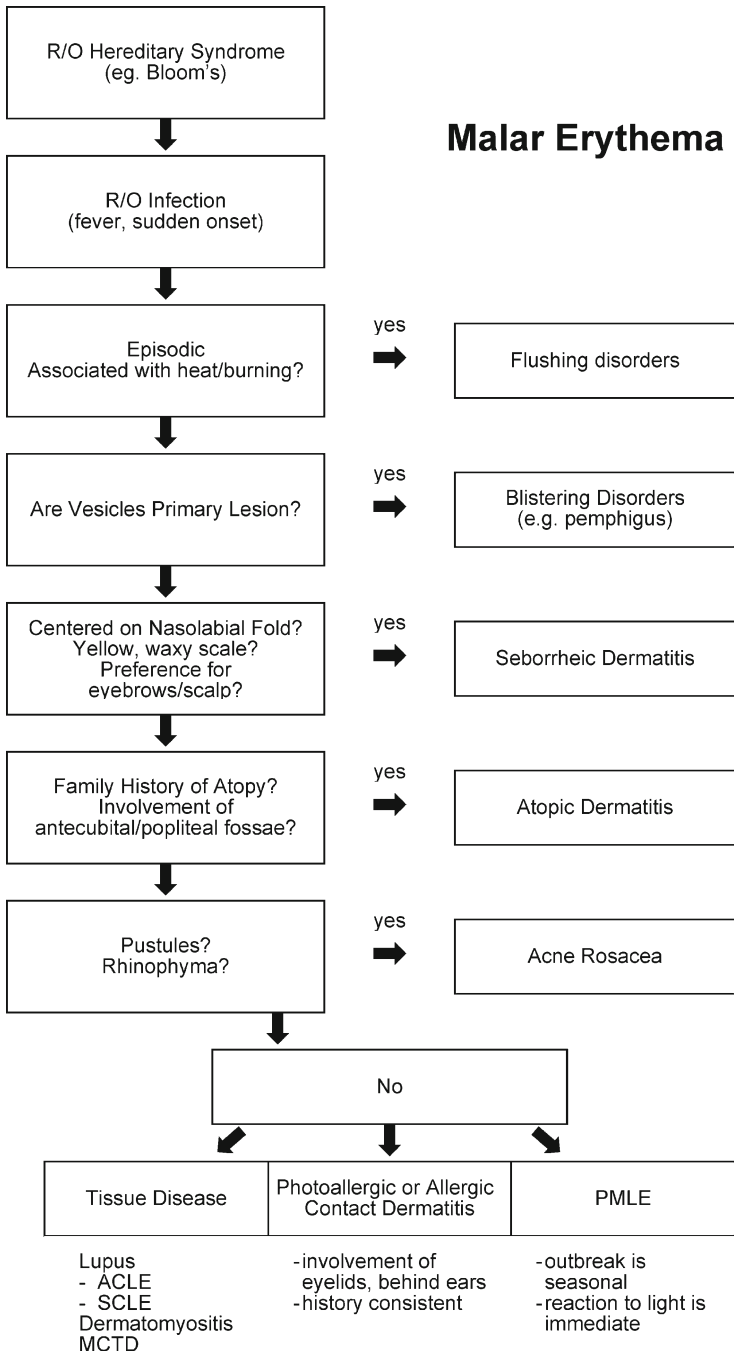 R/O Hereditary Syndrome
(eg. Bloom's)
Malar Erythema
R/O Infection
(fever, sudden onset)
Episodic
Associated with heat/burning?
yes
Flushing disorders
Are Vesicles Primary Lesion?
yes
Blistering Disorders
(e.g. pemphigus)
Centered on Nasolabial Fold?
Yellow, waxy scale?
Preference for
eyebrows/scalp?
yes
Seborrheic Dermatitis
Family History of Atopy?
Involvement of
antecubital/popliteal fossae?
yes
Atopic Dermatitis
Pustules?
Rhinophyma?
yes
Acne Rosacea
No
Tissue Disease
Lupus
- ACLE
- SCLE
Dermatomyositis
MCTD
Photoallergic or Allergic
Contact Dermatitis
-involvement of
eyelids, behind ears
-history consistent
PMLE
-outbreak is
seasonal
-reaction to light is
immediate